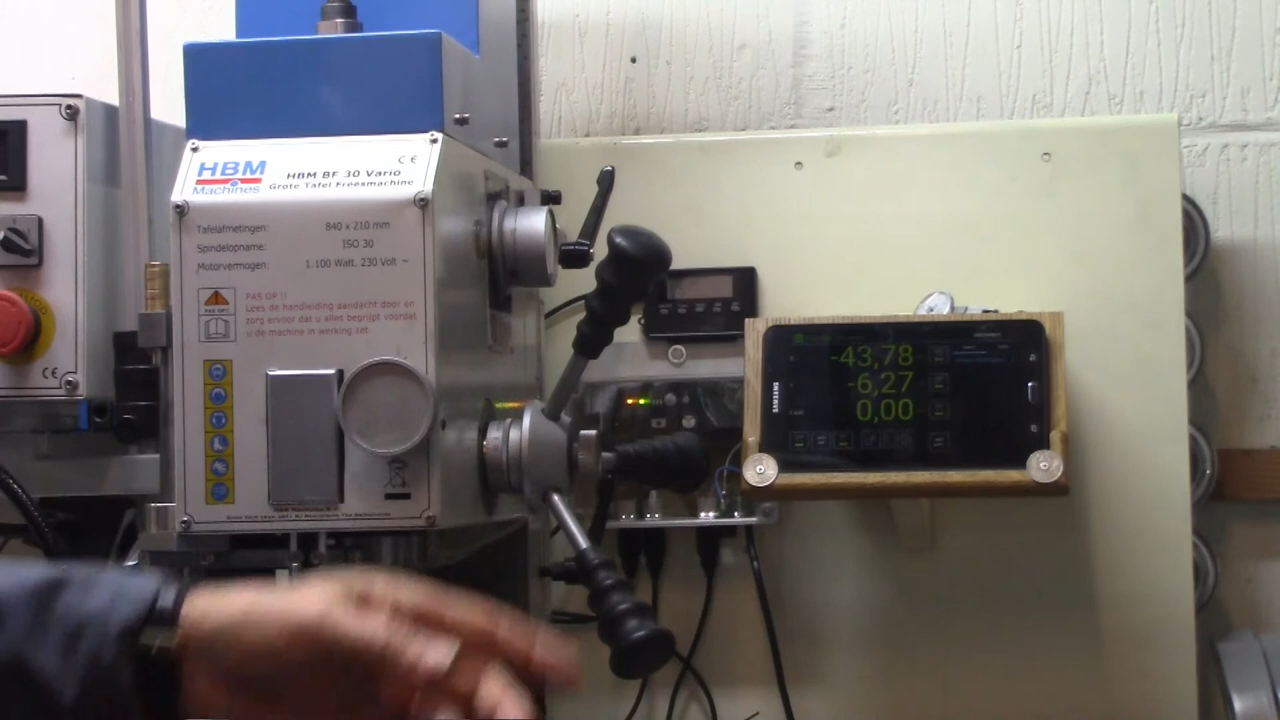 HBM
Machines
CE
HBM BF 30 Vario
Grote Tafel Freesmachine
Tafelafmetingen: 840 x 210 mm
Spindelopname: ISO 30
Motorvermogen: 1.100 Watt. 230 Volt ~
PAS OP !!
Lees de handleiding aandacht door en
zorg ervoor dat u alles begrijpt voordat
u de machine in werking zet.
CE
SAMSUNG
-43,78
-6,27
0,00